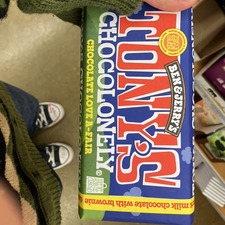 TONY'S
CHOCOLONELY
CHOCOLATE LOVE A-FAIR
BEN & JERRY'S
milk chocolate with brownie